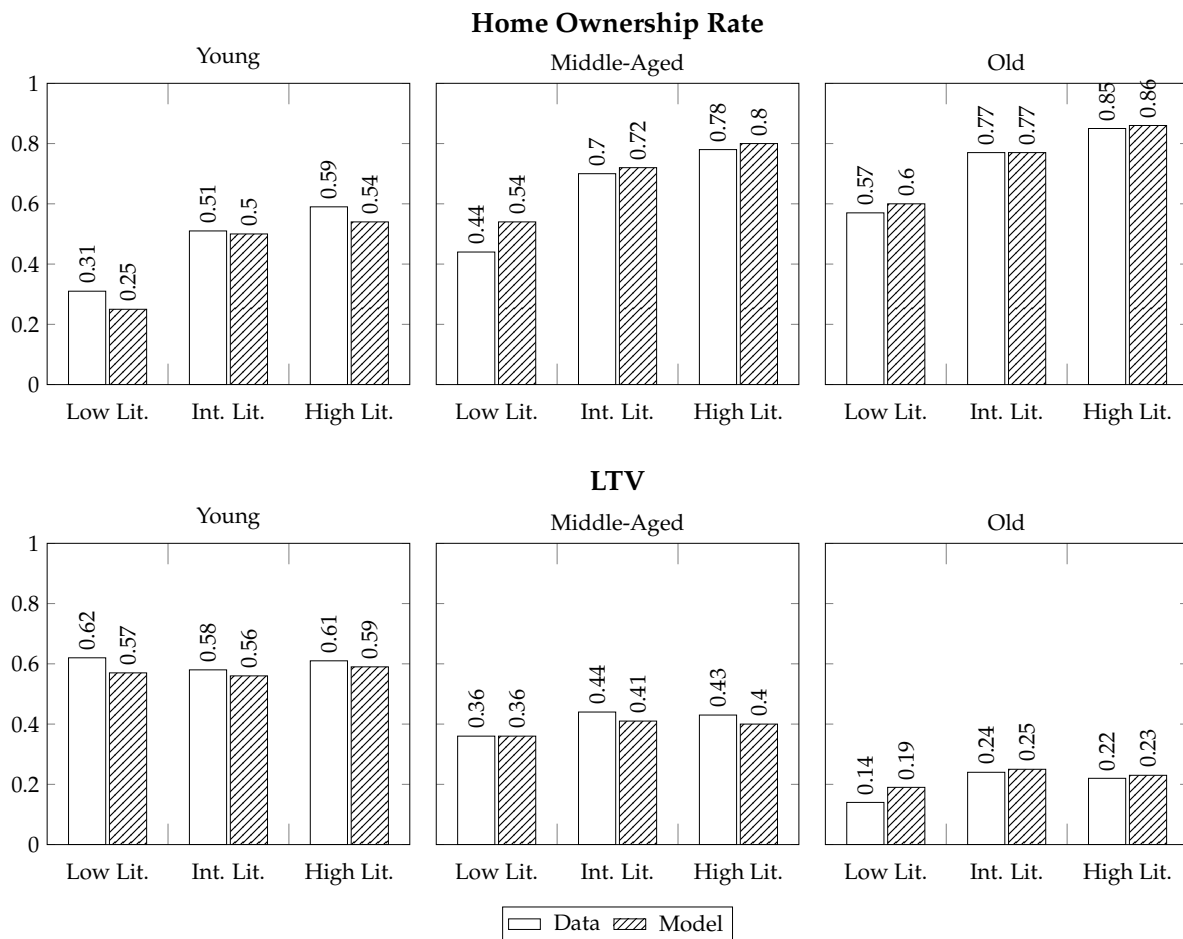 Home Ownership Rate
Young Middle-Aged Old
1
0.8
0.6
0.4
0.2
0
0.31 0.25 0.51 0.5 0.59 0.54
0.44 0.54 0.7 0.72 0.78 0.8
0.57 0.6 0.77 0.77 0.85 0.86
Low Lit. Int. Lit. High Lit. Low Lit. Int. Lit. High Lit. Low Lit. Int. Lit. High Lit.
LTV
Young Middle-Aged Old
1
0.8
0.6
0.4
0.2
0
0.62 0.57 0.58 0.56 0.61 0.59
0.36 0.36 0.44 0.41 0.43 0.4
0.14 0.19 0.24 0.25 0.22 0.23
Low Lit. Int. Lit. High Lit. Low Lit. Int. Lit. High Lit. Low Lit. Int. Lit. High Lit.
Data Model